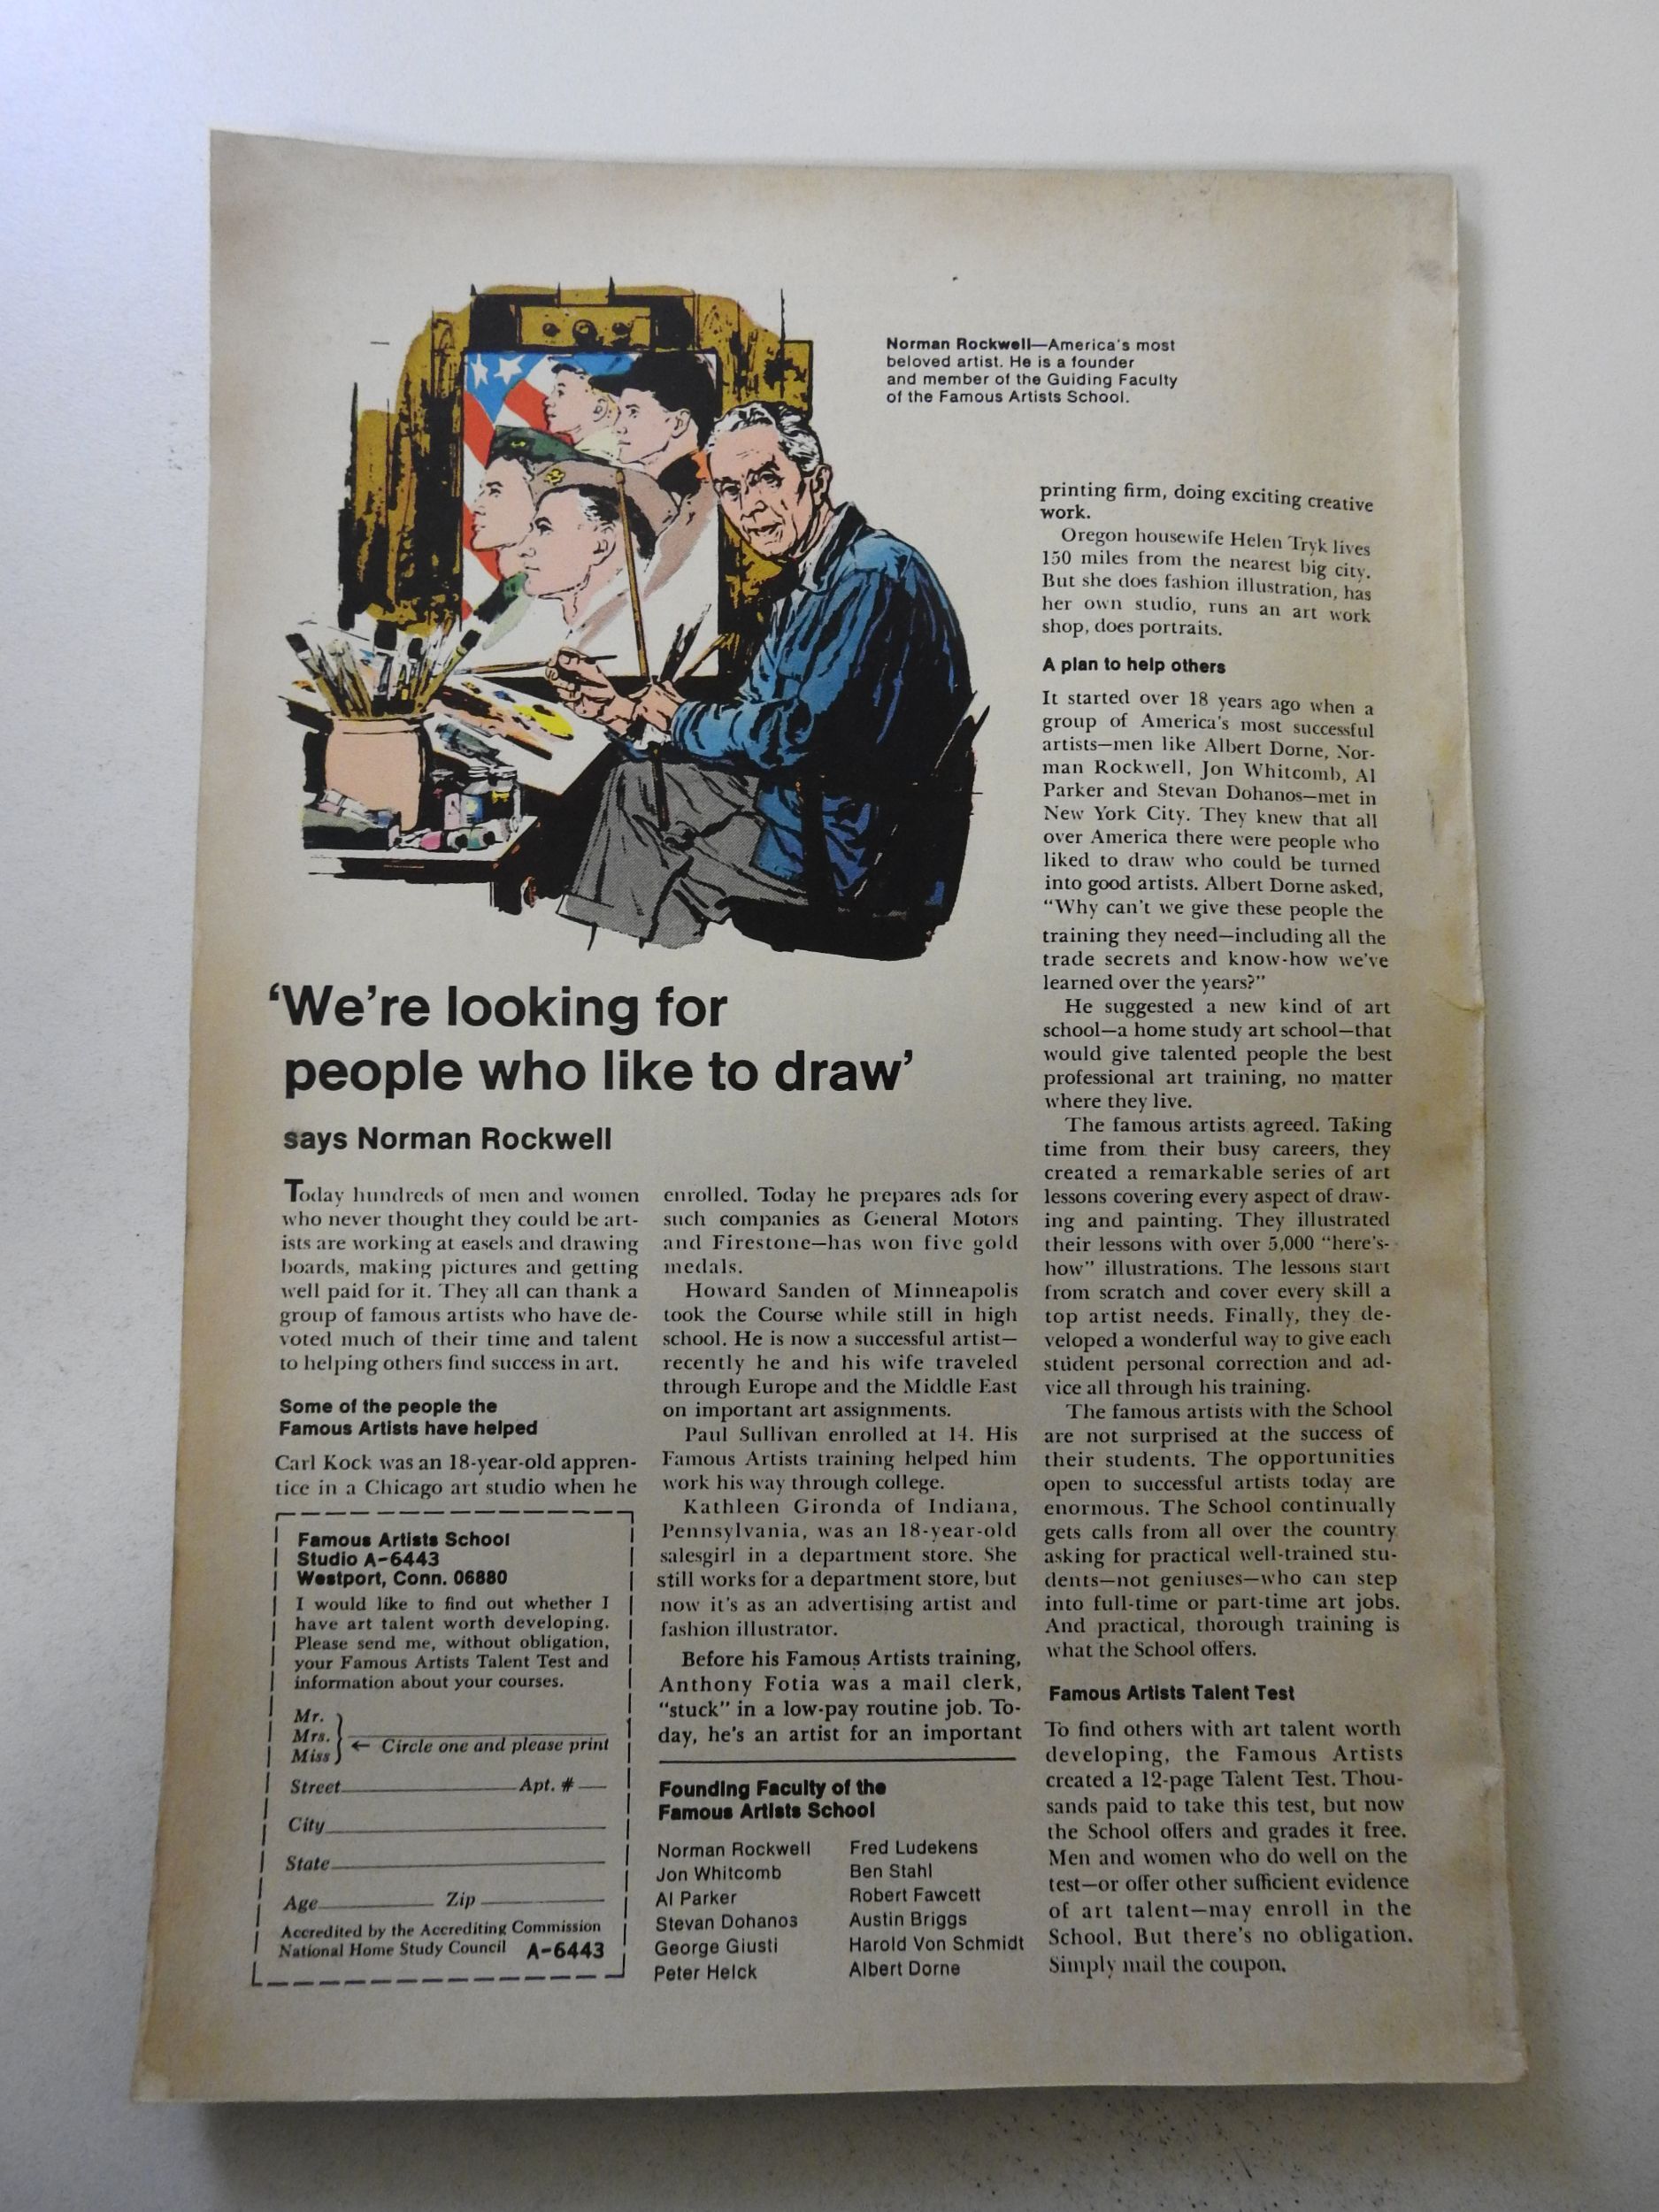 Norman Rockwell—America's most
beloved artist. He is a founder
and member of the Guiding Faculty
of the Famous Artists School.
'We're looking for
people who like to draw'
says Norman Rockwell
Today hundreds of men and women
who never thought they could be art-
ists are working at easels and drawing
boards, making pictures and getting
well paid for it. They all can thank a
group of famous artists who have de-
voted much of their time and talent
to helping others find success in art.
Some of the people the
Famous Artists have helped
Carl Kock was an 18-year-old appren-
tice in a Chicago art studio when he
enrolled. Today he prepares ads for
such companies as General Motors
and Firestone—has won five gold
medals.
Howard Sanden of Minneapolis
took the Course while still in high
school. He is now a successful artist—
recently he and his wife traveled
through Europe and the Middle East
on important art assignments.
Paul Sullivan enrolled at 14. His
Famous Artists training helped him
work his way through college.
Kathleen Gironda of Indiana,
Pennsylvania, was an 18-year-old
salesgirl in a department store. She
still works for a department store, but
now it's as an advertising artist and
fashion illustrator.
Before his Famous Artists training,
Anthony Fotia was a mail clerk,
"stuck" in a low-pay routine job. To-
day, he's an artist for an important
printing firm, doing exciting creative
work.
Oregon housewife Helen Tryk lives
150 miles from the nearest big city.
But she does fashion illustration, has
her own studio, runs an art work
shop, does portraits.
A plan to help others
It started over 18 years ago when a
group of America's most successful
artists—men like Albert Dorne, Nor-
man Rockwell, Jon Whitcomb, Al
Parker and Stevan Dohanos—met in
New York City. They knew that all
over America there were people who
liked to draw who could be turned
into good artists. Albert Dorne asked,
"Why can't we give these people the
training they need—including all the
trade secrets and know-how we've
learned over the years?"
He suggested a new kind of art
school—a home study art school—that
would give talented people the best
professional art training, no matter
where they live.
The famous artists agreed. Taking
time from their busy careers, they
created a remarkable series of art
lessons covering every aspect of draw-
ing and painting. They illustrated
their lessons with over 5,000 "here's-
how" illustrations. The lessons start
from scratch and cover every skill a
top artist needs. Finally, they de-
veloped a wonderful way to give each
student personal correction and ad-
vice all through his training.
The famous artists with the School
are not surprised at the success of
their students. The opportunities
open to successful artists today are
enormous. The School continually
gets calls from all over the country
asking for practical well-trained stu-
dents—not geniuses—who can step
into full-time or part-time art jobs.
And practical, thorough training is
what the School offers.
Famous Artists Talent Test
To find others with art talent worth
developing, the Famous Artists
created a 12-page Talent Test. Thou-
sands paid to take this test, but now
the School offers and grades it free.
Men and women who do well on the
test—or offer other sufficient evidence
of art talent—may enroll in the
School. But there's no obligation.
Simply mail the coupon.
Famous Artists School
Studio A-6443
Westport, Conn. 06880
I would like to find out whether I
have art talent worth developing.
Please send me, without obligation,
your Famous Artists Talent Test and
information about your courses.
Mr.
Mrs.
Miss
← Circle one and please print
Street Apt. #
City
State
Age Zip
Accredited by the Accrediting Commission
National Home Study Council A-6443
Founding Faculty of the
Famous Artists School
Norman Rockwell
Jon Whitcomb
Al Parker
Stevan Dohanos
George Giusti
Peter Helck
Fred Ludekens
Ben Stahl
Robert Fawcett
Austin Briggs
Harold Von Schmidt
Albert Dorne